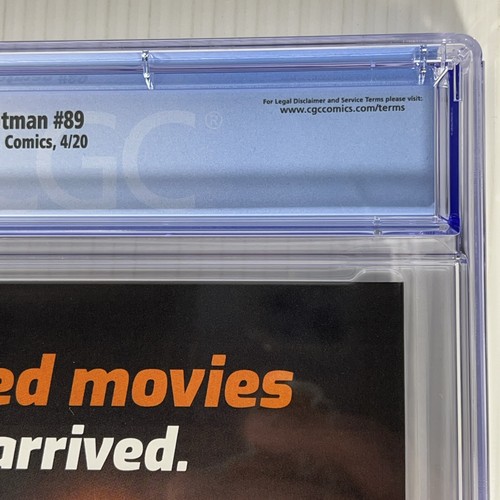 tman #89
Comics, 4/20
CGC®
For Legal Disclaimer and Service Terms please visit:
www.cgccomics.com/terms
ed movies
arrived.